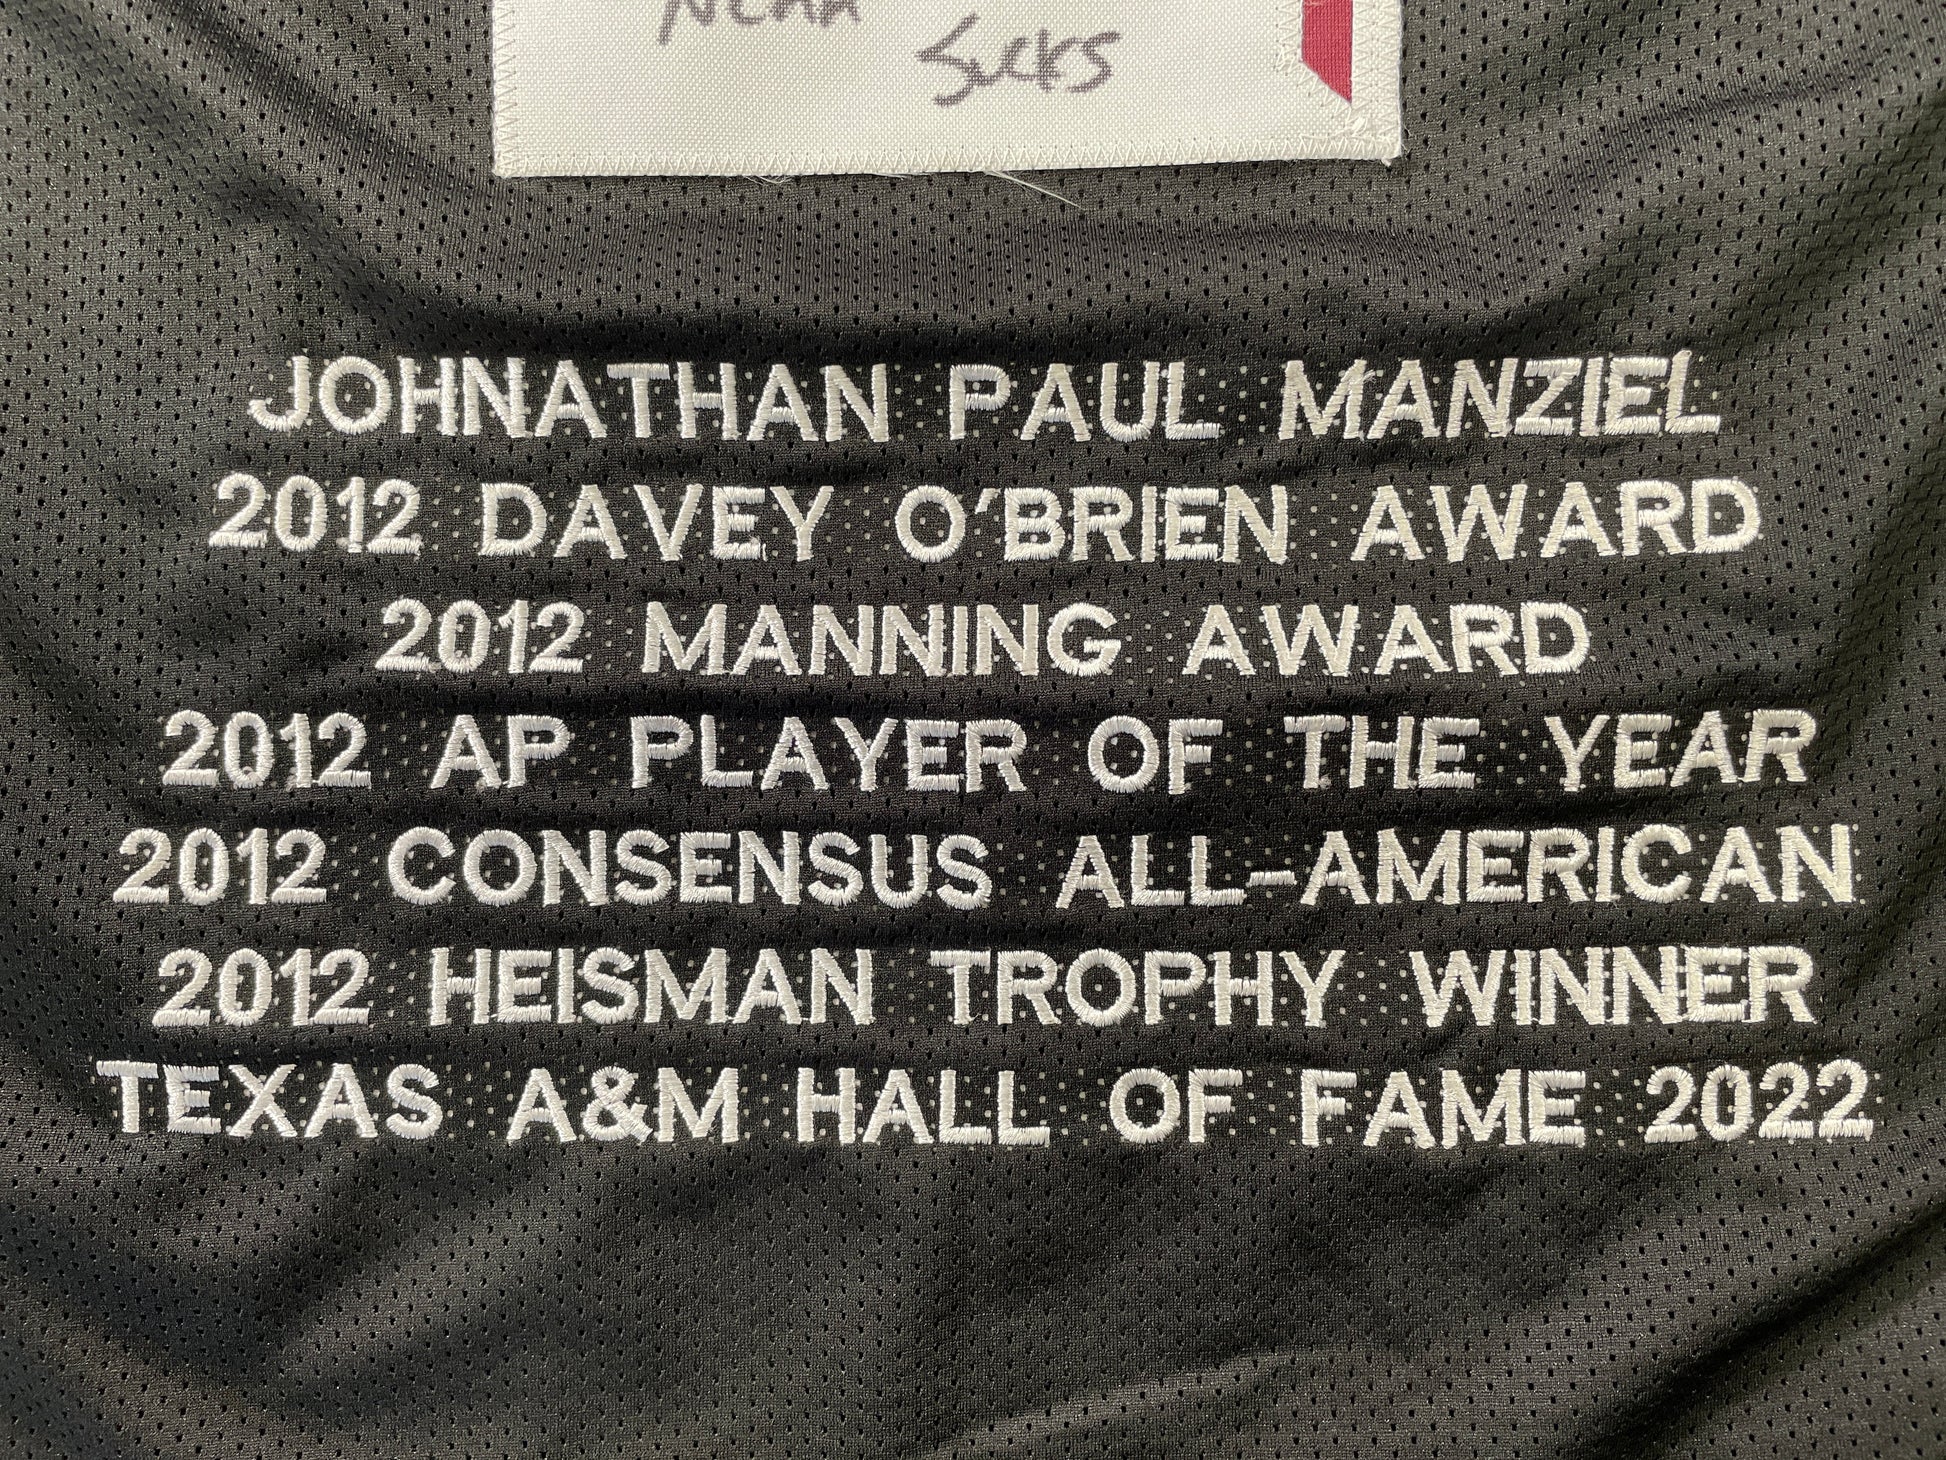 NCAA
Sucks
JOHNATHAN PAUL MANZIEL
2012 DAVEY O'BRIEN AWARD
2012 MANNING AWARD
2012 AP PLAYER OF THE YEAR
2012 CONSENSUS ALL-AMERICAN
2012 HEISMAN TROPHY WINNER
TEXAS A&M HALL OF FAME 2022